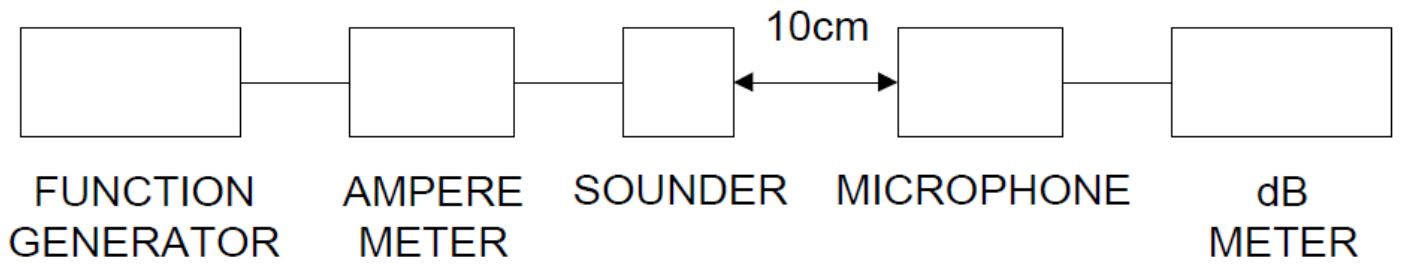 10cm
FUNCTION
GENERATOR
AMPERE
METER
SOUNDER
MICROPHONE
dB
METER